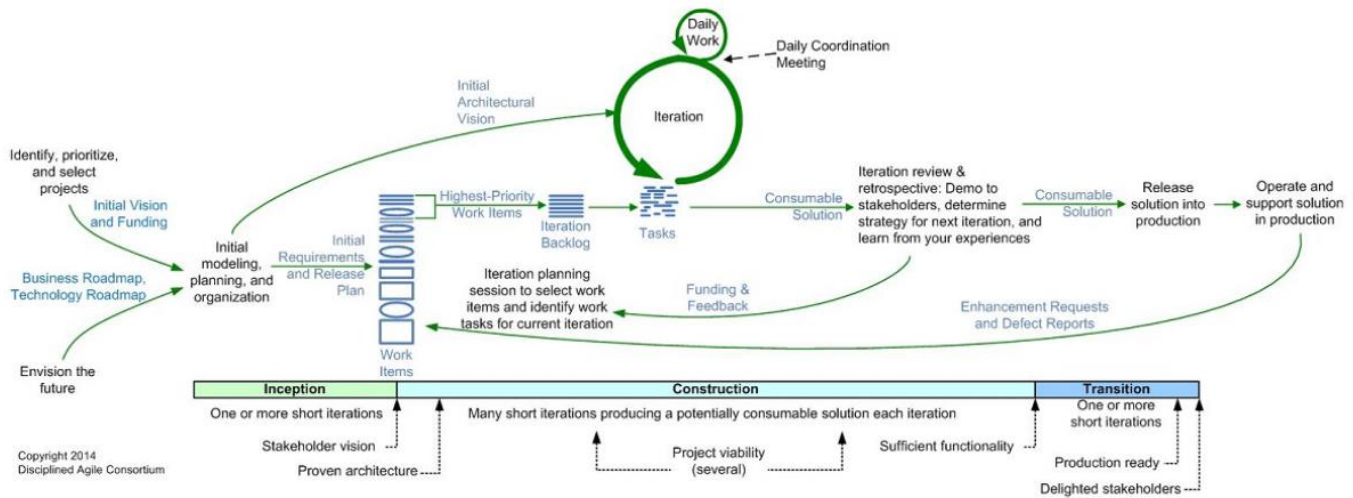 Daily
Work
Daily Coordination
Meeting
Initial
Architectural
Vision
Iteration
Identify, prioritize,
and select
projects
Initial Vision
and Funding
Business Roadmap,
Technology Roadmap
Envision the
future
Initial
modeling,
planning, and
organization
Initial
Requirements
and Release
Plan
Work
Items
Highest-Priority
Work Items
Iteration
Backlog
Tasks
Iteration planning
session to select work
items and identify work
tasks for current iteration
Consumable
Solution
Iteration review &
retrospective: Demo to
stakeholders, determine
strategy for next iteration, and
learn from your experiences
Funding &
Feedback
Consumable
Solution
Release
solution into
production
Operate and
support solution
in production
Enhancement Requests
and Defect Reports
Inception
Construction
Transition
One or more short iterations
Many short iterations producing a potentially consumable solution each iteration
One or more
short iterations
Stakeholder vision
Proven architecture
Project viability
(several)
Sufficient functionality
Production ready
Delighted stakeholders
Copyright 2014
Disciplined Agile Consortium